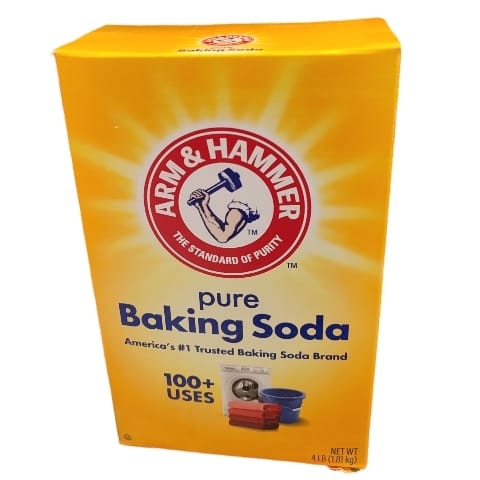 Baking Soda
ARM & HAMMER
THE STANDARD OF PURITY
TM
TM
pure
Baking Soda
America's #1 Trusted Baking Soda Brand
100+
USES
NET WT
4 LB (1.81 kg)